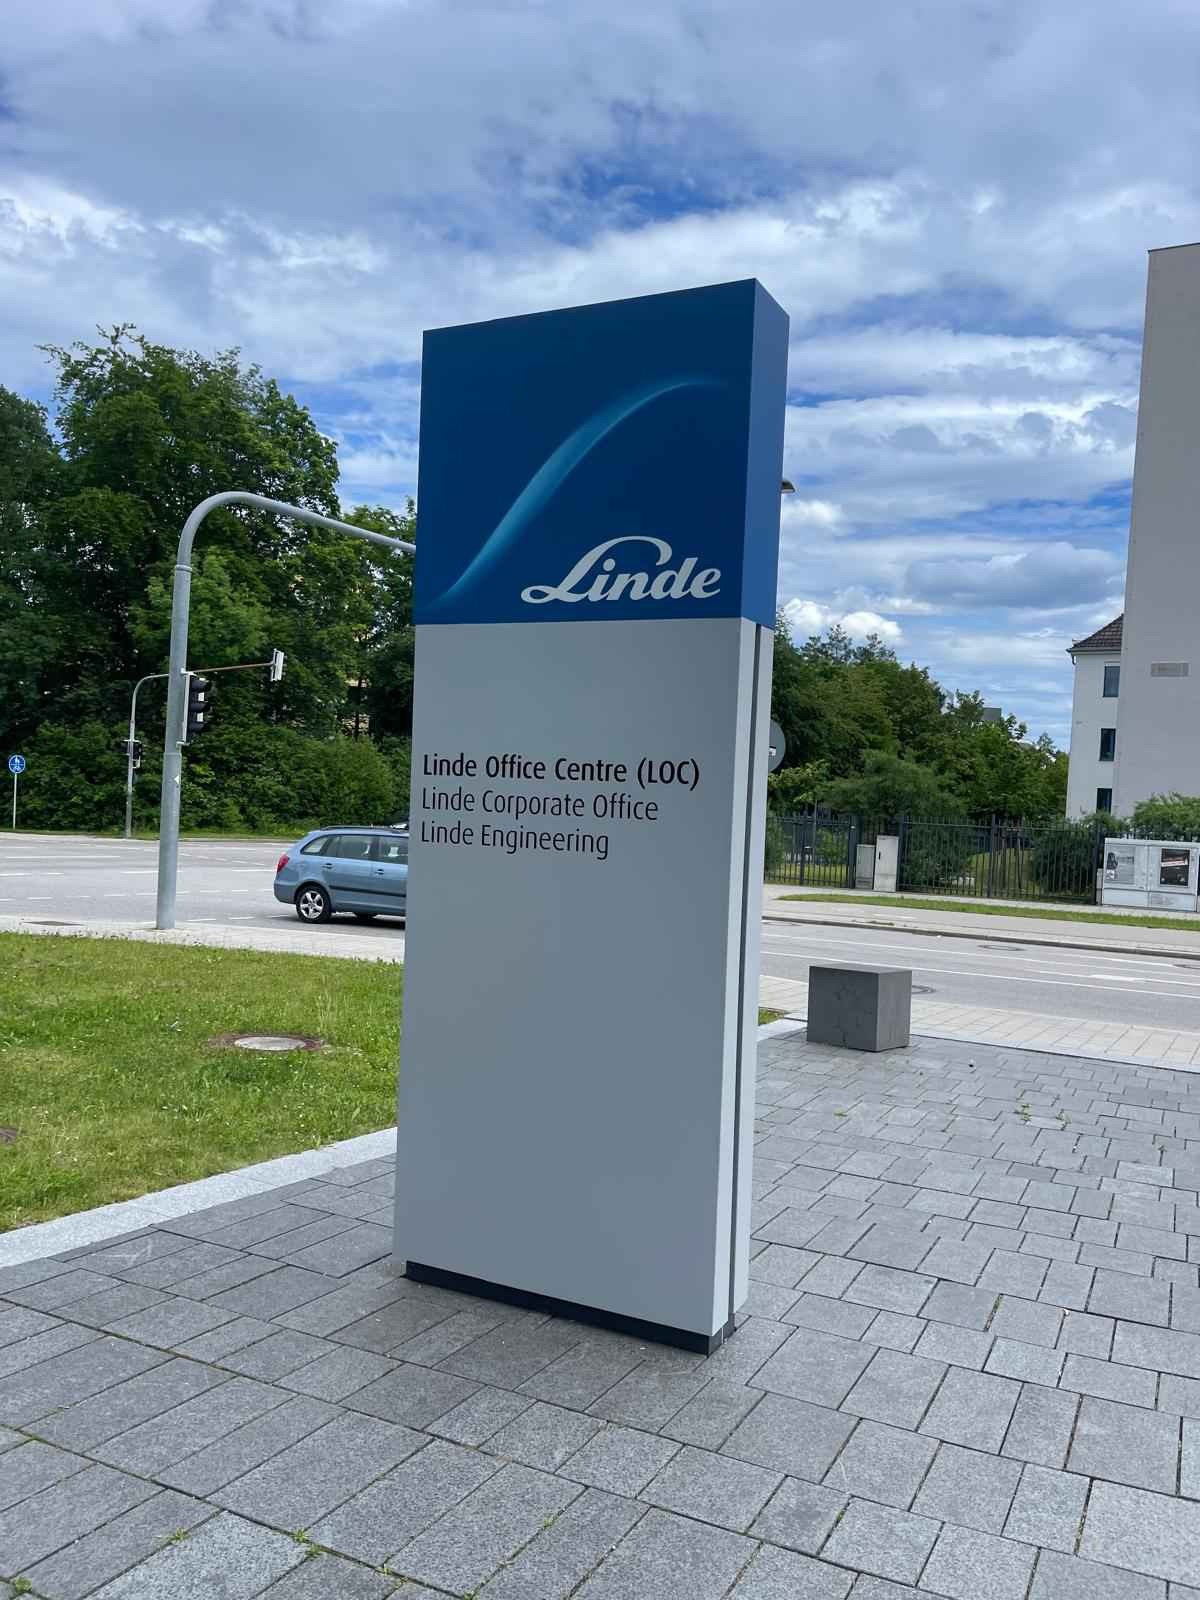 Linde
Linde Office Centre (LOC)
Linde Corporate Office
Linde Engineering